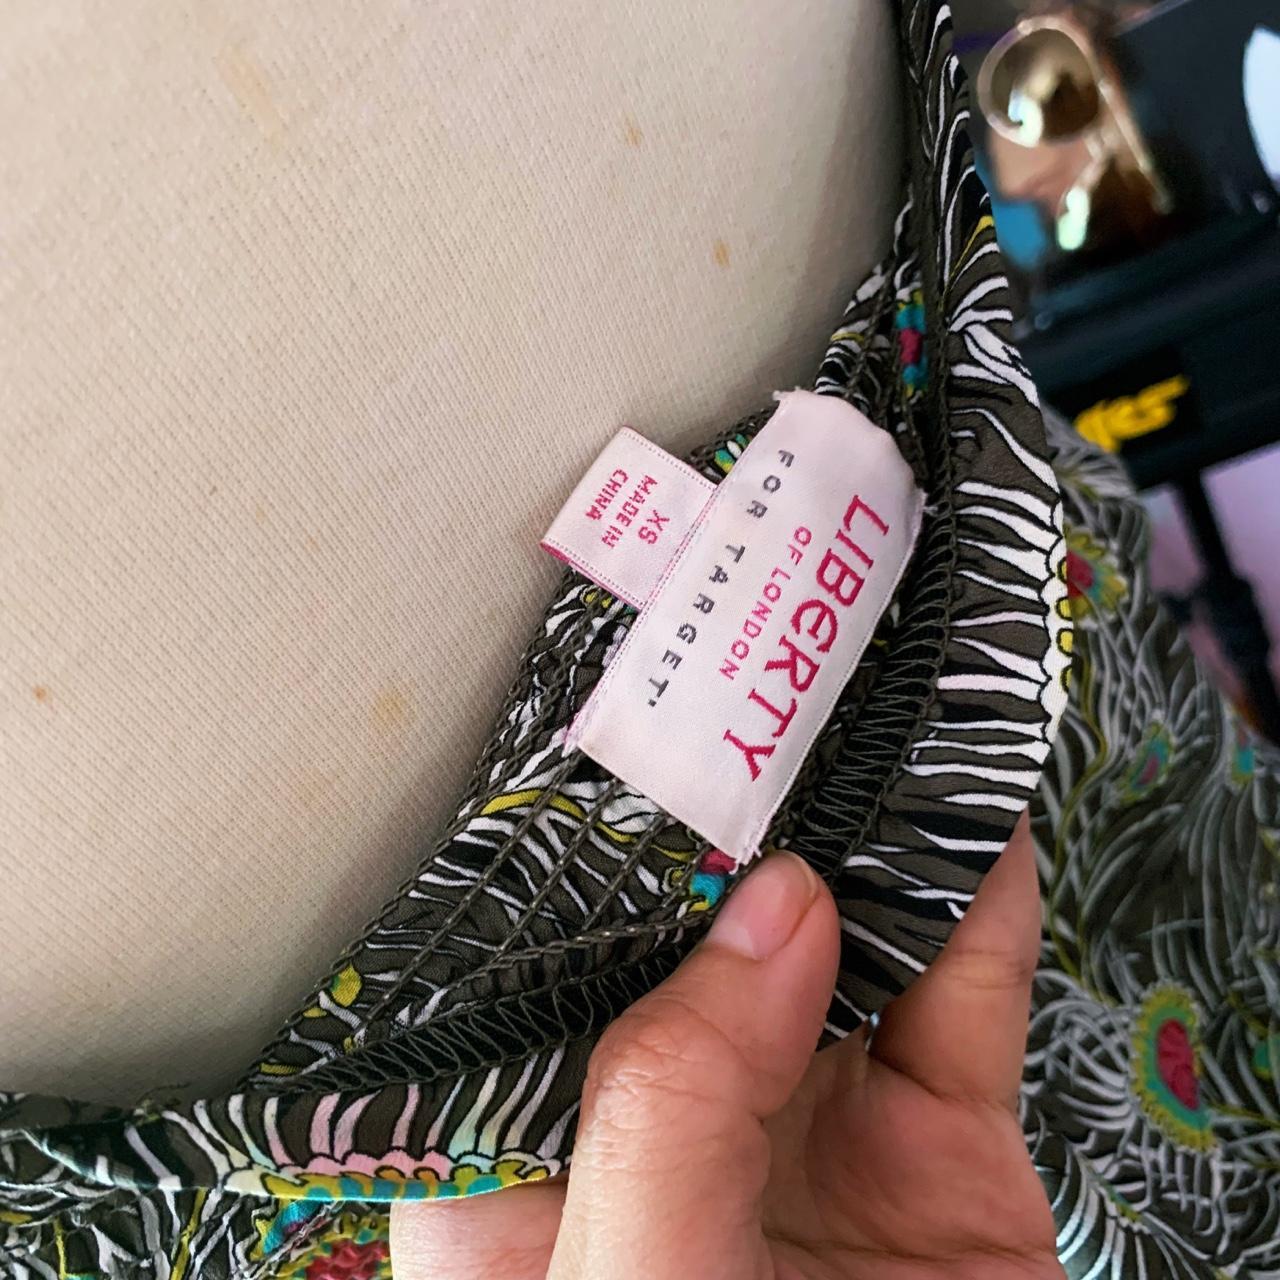 LIBERTY
OF LONDON
FOR TARGET
XS
MADE IN
CHINA